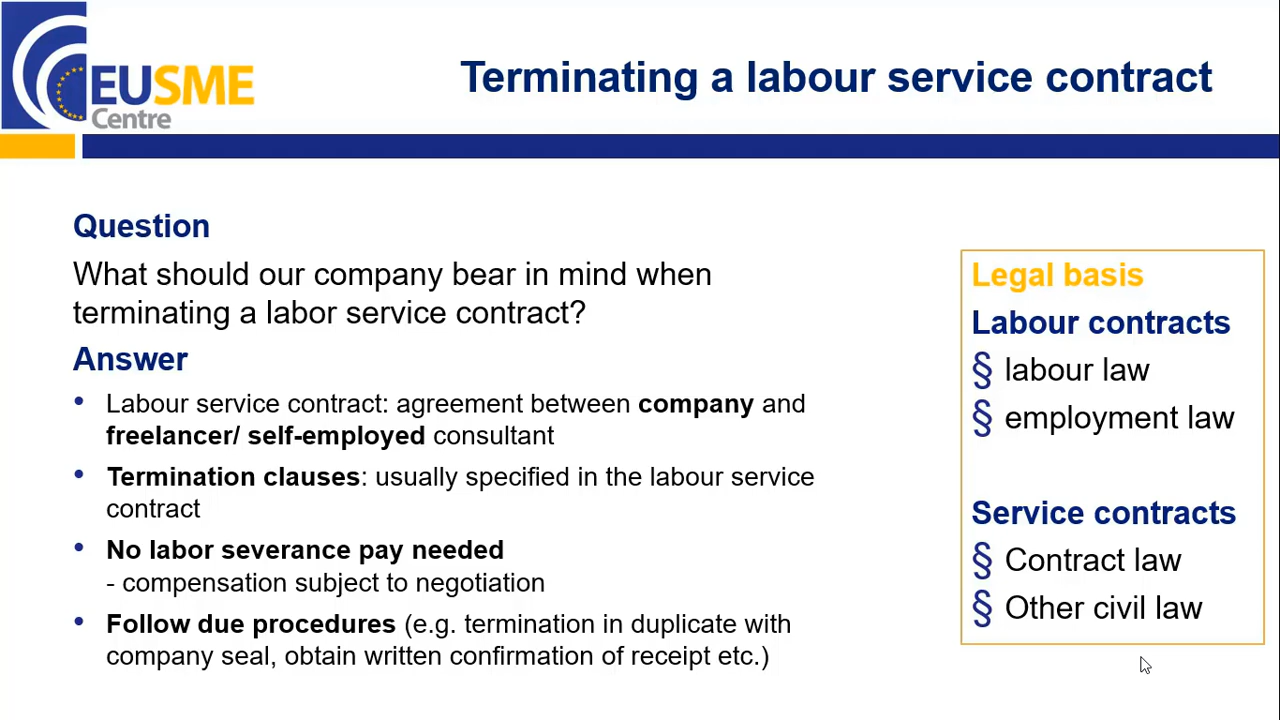 EUSME
Centre
Terminating a labour service contract
Question
What should our company bear in mind when
terminating a labor service contract?
Answer
• Labour service contract: agreement between company and
freelancer/ self-employed consultant
• Termination clauses: usually specified in the labour service
contract
• No labor severance pay needed
- compensation subject to negotiation
• Follow due procedures (e.g. termination in duplicate with
company seal, obtain written confirmation of receipt etc.)
Legal basis
Labour contracts
§ labour law
§ employment law
Service contracts
§ Contract law
§ Other civil law